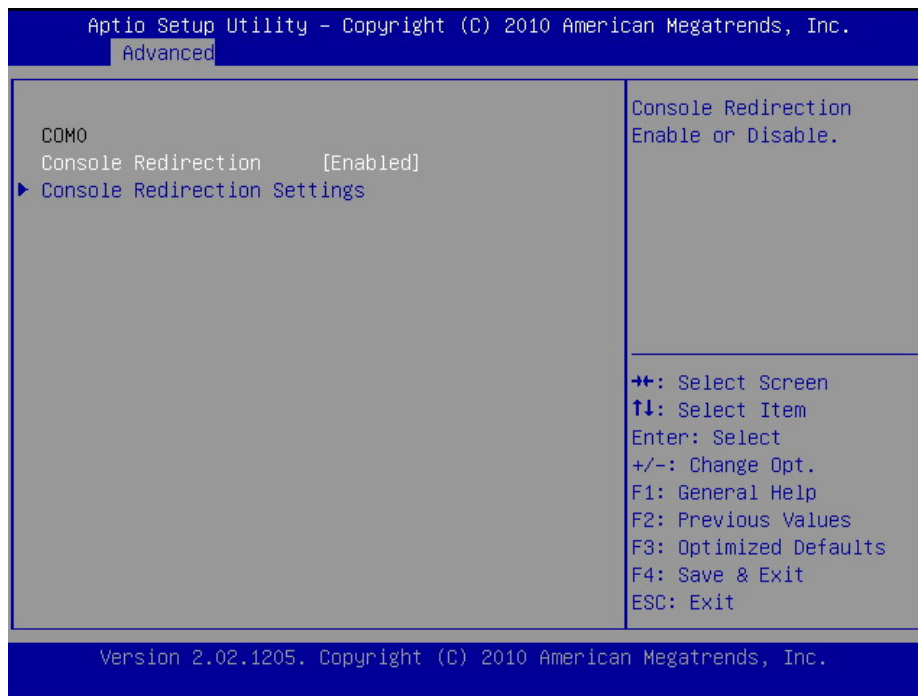 Aptio Setup Utility – Copyright (C) 2010 American Megatrends, Inc.
Advanced
COM0
Console Redirection [Enabled]
▶ Console Redirection Settings
Console Redirection
Enable or Disable.
→←: Select Screen
↑↓: Select Item
Enter: Select
+/-: Change Opt.
F1: General Help
F2: Previous Values
F3: Optimized Defaults
F4: Save & Exit
ESC: Exit
Version 2.02.1205. Copyright (C) 2010 American Megatrends, Inc.